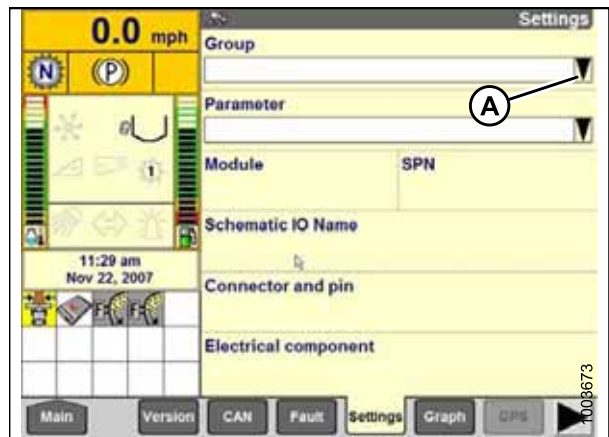 0.0 mph
Settings
Group
N
P
A
Parameter
1
Module
SPN
Schematic IO Name
11:29 am
Nov 22, 2007
Connector and pin
F
F
Electrical component
Main
Version
CAN
Fault
Settings
Graph
GPS
1003673